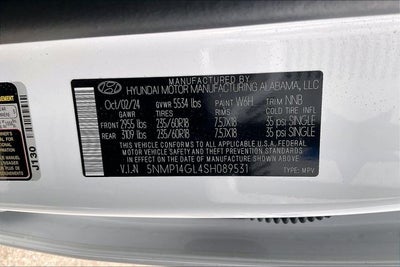 MANUFACTURED BY
HYUNDAI MOTOR MANUFACTURING ALABAMA, LLC
Oct/02/24 GVWR 5534 lbs PAINT W6H TRIM NNB
GAWR TIRES RIMS COLD TIRE INFL
FRONT 2955 lbs 235/60R18 7.5JX18 35 psi SINGLE
REAR 3109 lbs 235/60R18 7.5JX18 35 psi SINGLE
THIS VEHICLE CONFORMS TO ALL APPLICABLE U.S.A. FEDERAL
MOTOR VEHICLE SAFETY AND THEFT PREVENTION STANDARDS
IN EFFECT ON THE DATE OF MANUFACTURE SHOWN ABOVE.
V.I.N 5NMP14GL4SH089531 TYPE: MPV
J130